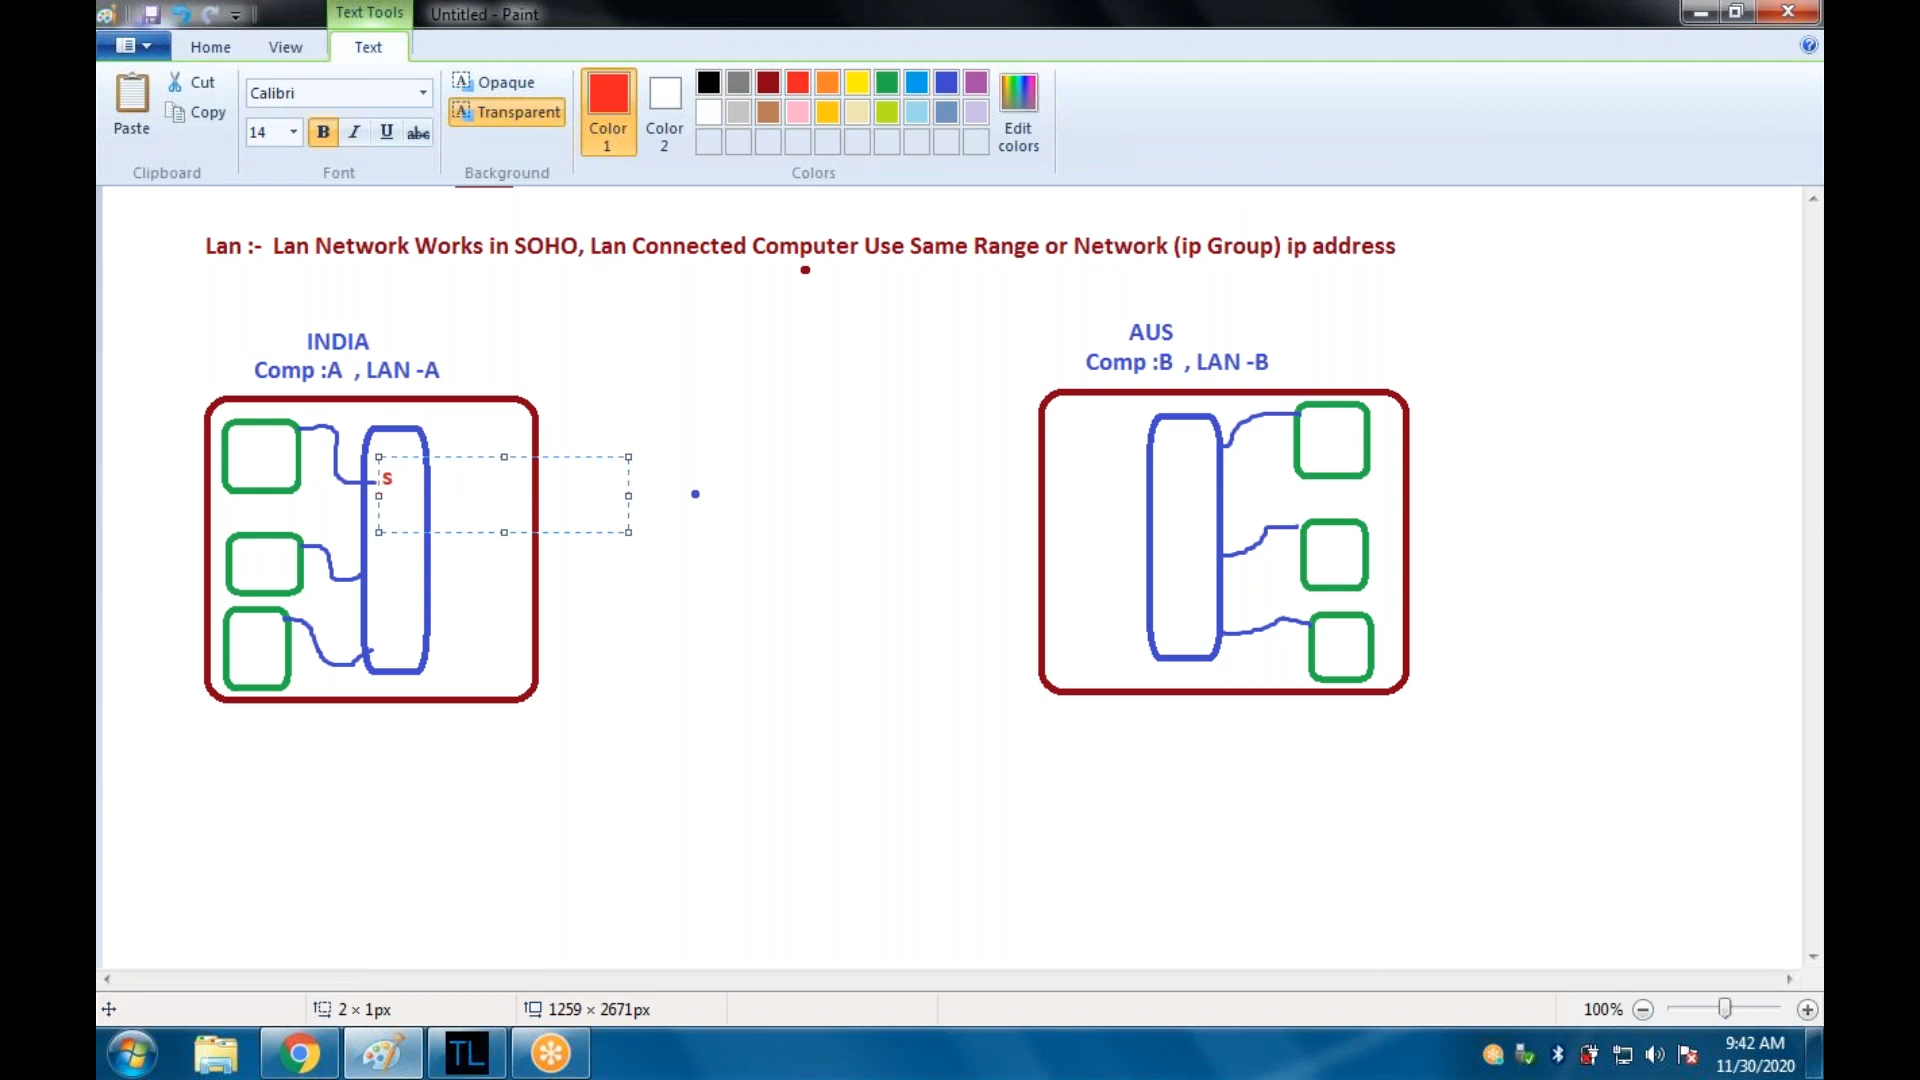 Text Tools
Untitled - Paint
Home
View
Text
Paste
Cut
Copy
Clipboard
Calibri
14
B
I
U
abc
Font
Opaque
Transparent
Background
Color
1
Color
2
Edit
colors
Colors
Lan :- Lan Network Works in SOHO, Lan Connected Computer Use Same Range or Network (ip Group) ip address
INDIA
Comp :A , LAN -A
AUS
Comp :B , LAN -B
S
2 × 1px
1259 × 2671px
100%
TL
9:42 AM
11/30/2020